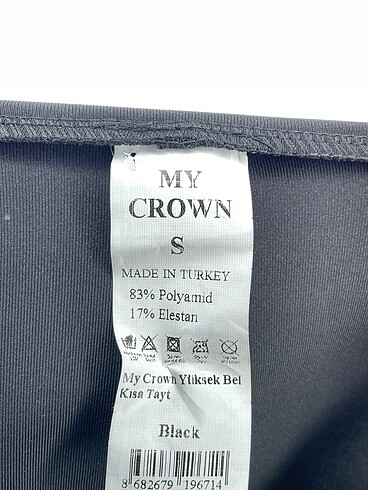 MY
CROWN
S
MADE IN TURKEY
83% Polyamid
17% Elestan
My Crown Yüksek Bel
Kısa Tayt
Black
8 682679 196714